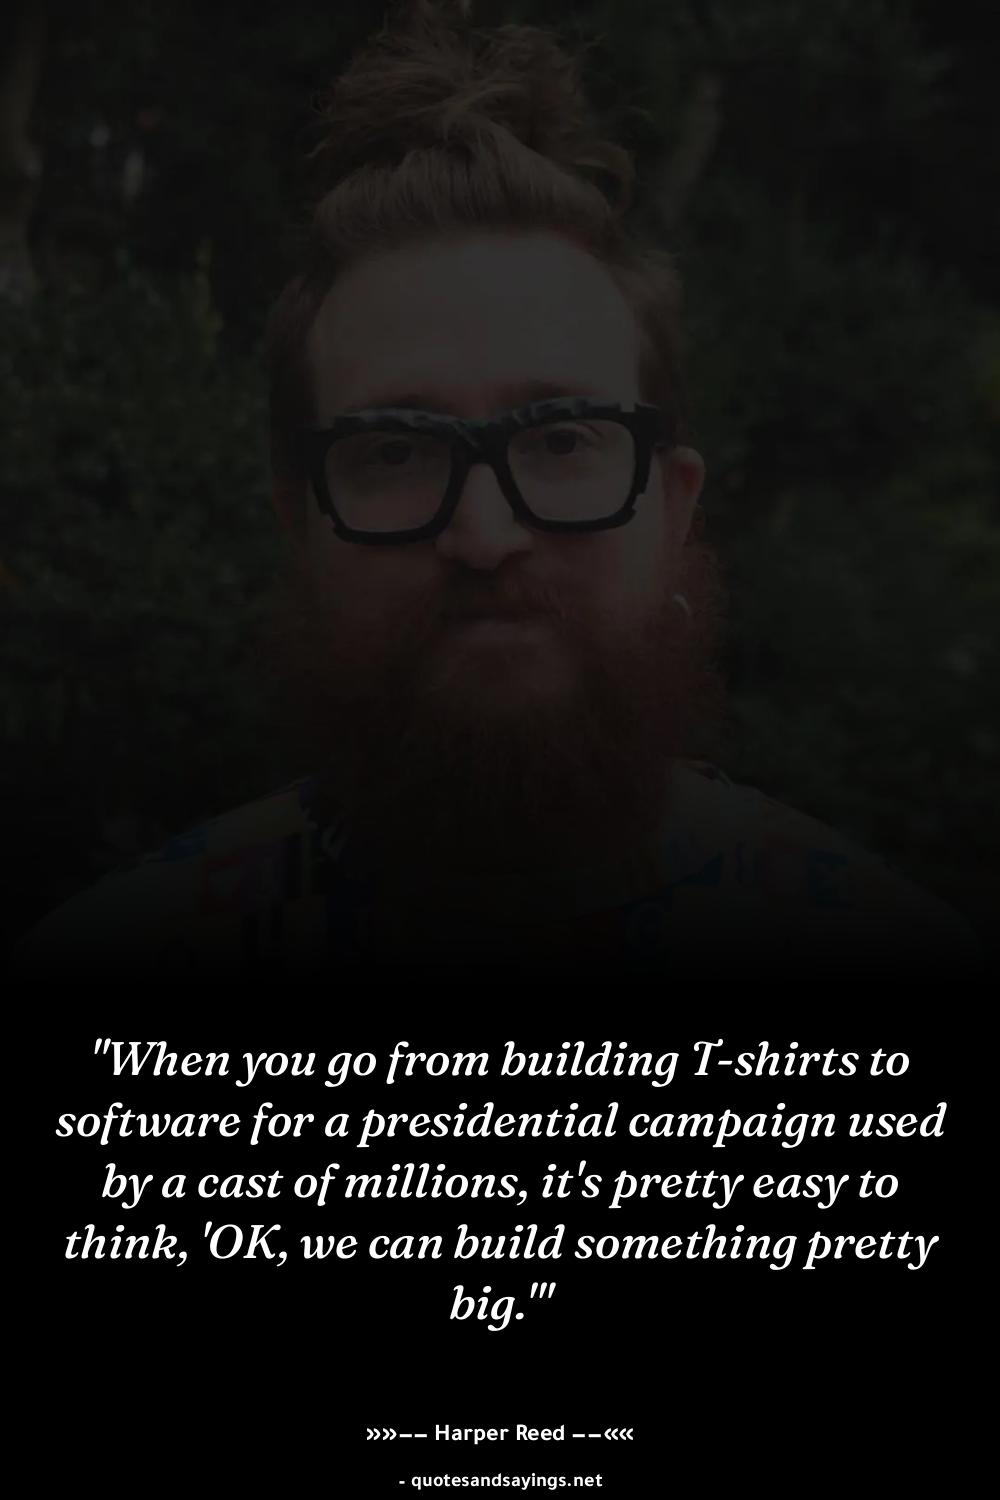 "When you go from building T-shirts to
software for a presidential campaign used
by a cast of millions, it's pretty easy to
think, 'OK, we can build something pretty
big.'"
»»–– Harper Reed ––««
- quotesandsayings.net